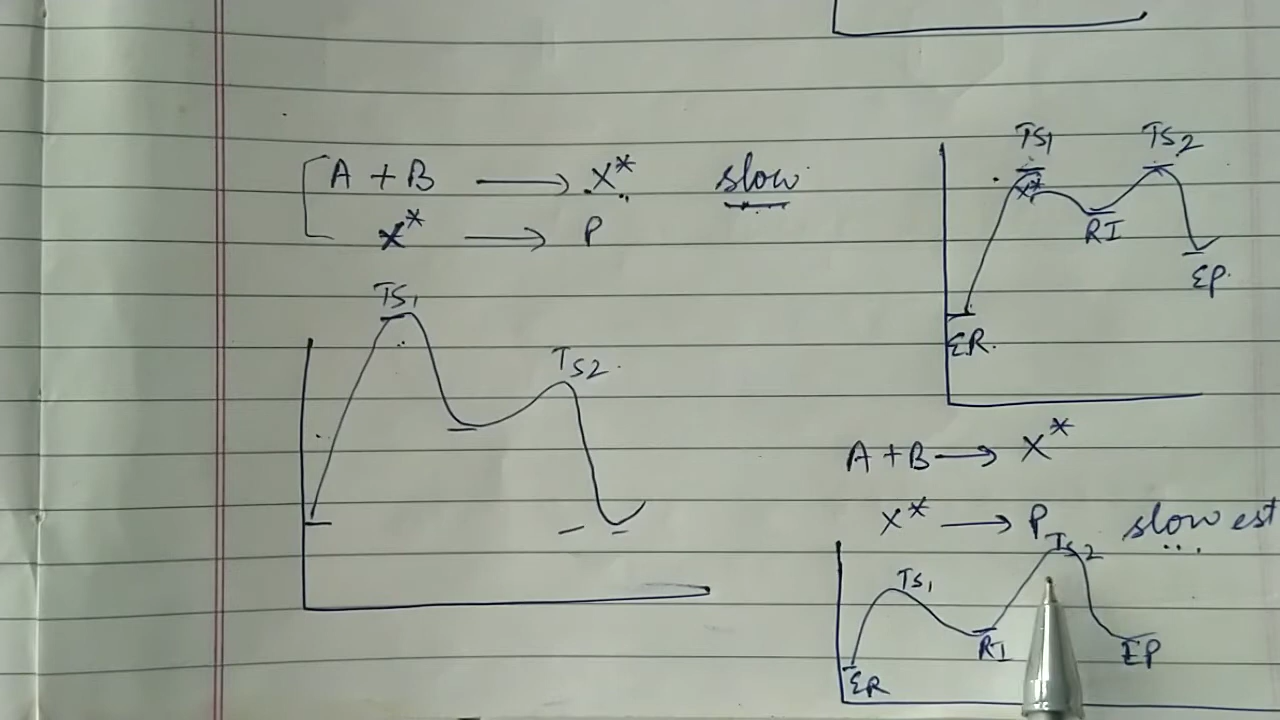 A + B ⟶ X* slow
X* ⟶ P
TS1
TS2
TS1 TS2
X*
RI
EP
ER
A + B ⟶ X*
X* ⟶ P slowest
TS2
TS1
RI
EP
ER